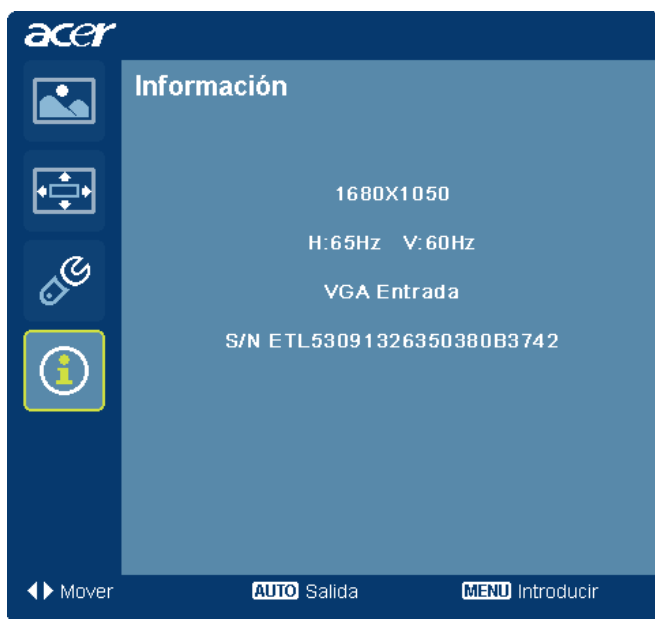 acer
Información
1680X1050
H:65Hz V:60Hz
VGA Entrada
S/N ETL53091326350380B3742
Mover AUTO Salida MENU Introducir